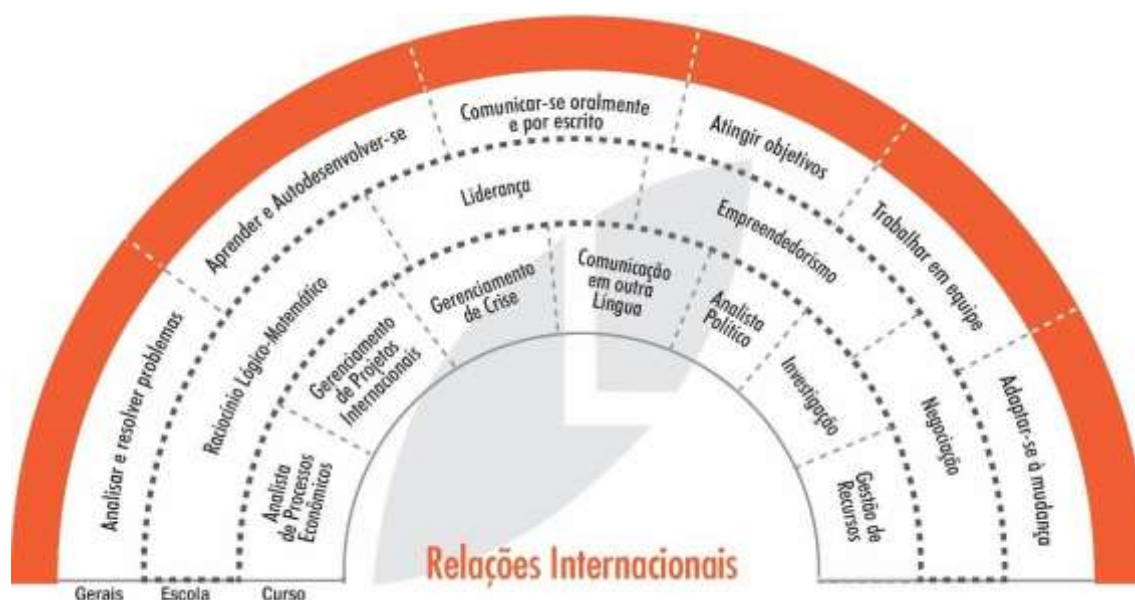 Analisar e resolver problemas
Aprender e Autodesenvolver-se
Comunicar-se oralmente
e por escrito
Atingir objetivos
Trabalhar em equipe
Adaptar-se à mudança
Raciocínio Lógico-Matemático
Liderança
Empreendedorismo
Negociação
Analista
de Processos
Econômicos
Gerenciamento
de Projetos
Internacionais
Gerenciamento
de Crise
Comunicação
em outra
Língua
Analista
Político
Investigação
Gestão de
Recursos
Relações Internacionais
Gerais
Escola
Curso